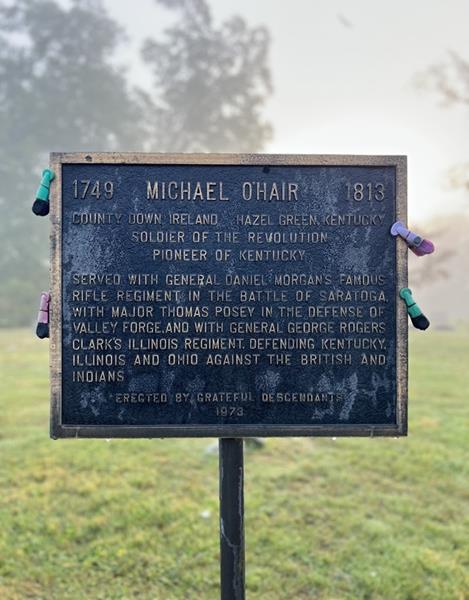 1749 MICHAEL O'HAIR 1813
COUNTY DOWN, IRELAND HAZEL GREEN, KENTUCKY
SOLDIER OF THE REVOLUTION
PIONEER OF KENTUCKY
SERVED WITH GENERAL DANIEL MORGAN'S FAMOUS
RIFLE REGIMENT IN THE BATTLE OF SARATOGA,
WITH MAJOR THOMAS POSEY IN THE DEFENSE OF
VALLEY FORGE, AND WITH GENERAL GEORGE ROGERS
CLARK'S ILLINOIS REGIMENT, DEFENDING KENTUCKY,
ILLINOIS AND OHIO AGAINST THE BRITISH AND
INDIANS
ERECTED BY GRATEFUL DESCENDANTS
1973